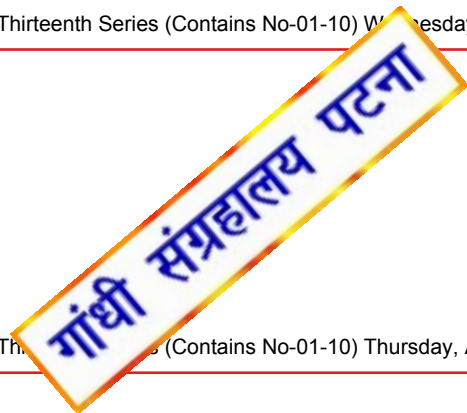 Thirteenth Series (Contains No-01-10)
गांधी संग्रहालय पटना
(Contains No-01-10) Thursday,